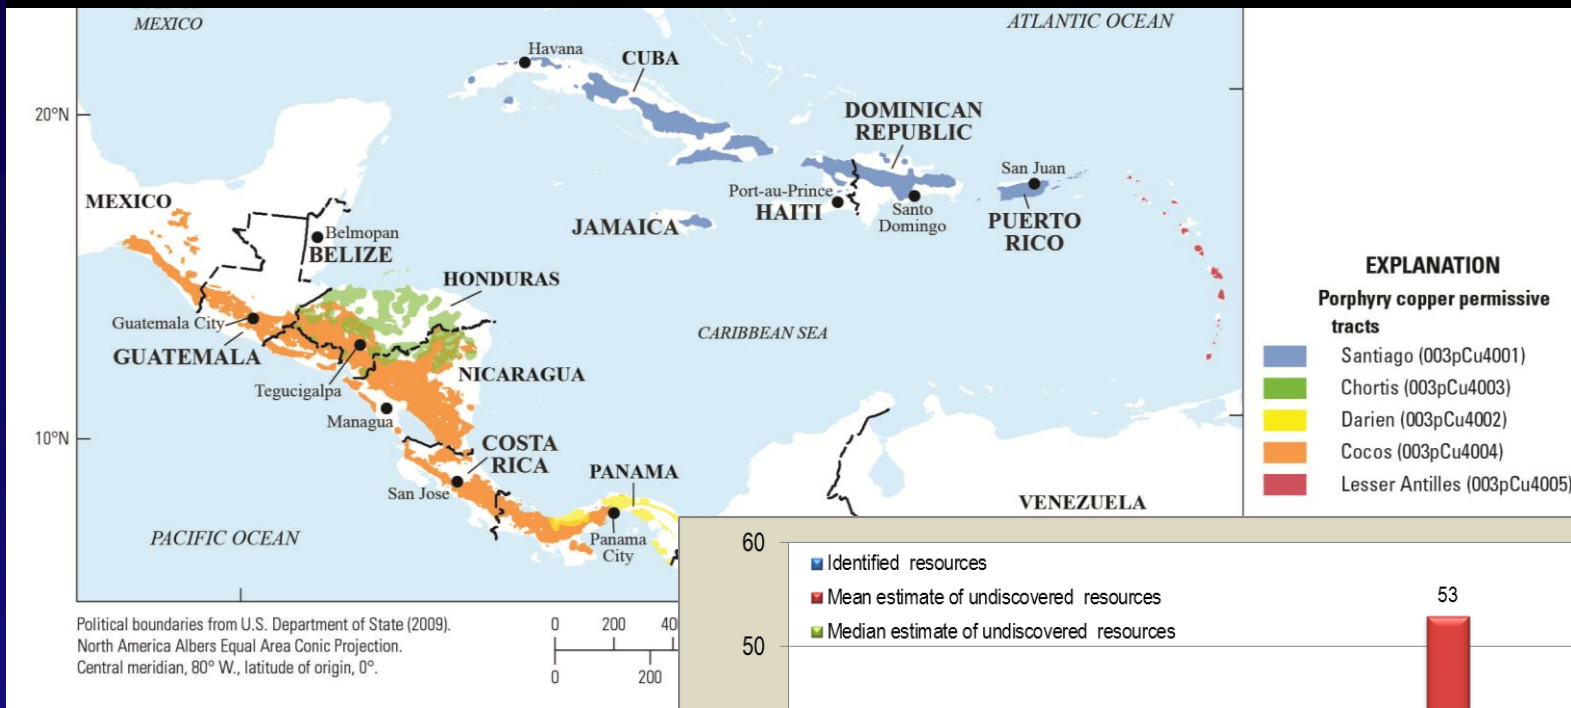 MEXICO
ATLANTIC OCEAN
Havana
CUBA
20°N
DOMINICAN
REPUBLIC
San Juan
Port-au-Prince
MEXICO
HAITI
Santo
Domingo
PUERTO
RICO
JAMAICA
Belmopan
BELIZE
HONDURAS
Guatemala City
CARIBBEAN SEA
GUATEMALA
Tegucigalpa
NICARAGUA
Managua
10°N
COSTA
RICA
PANAMA
San Jose
VENEZUELA
PACIFIC OCEAN
Panama
City
EXPLANATION
Porphyry copper permissive
tracts
Santiago (003pCu4001)
Chortis (003pCu4003)
Darien (003pCu4002)
Cocos (003pCu4004)
Lesser Antilles (003pCu4005)
Political boundaries from U.S. Department of State (2009).
North America Albers Equal Area Conic Projection.
Central meridian, 80° W., latitude of origin, 0°.
0 200
0 200
60
Identified resources
Mean estimate of undiscovered resources
Median estimate of undiscovered resources
53
50